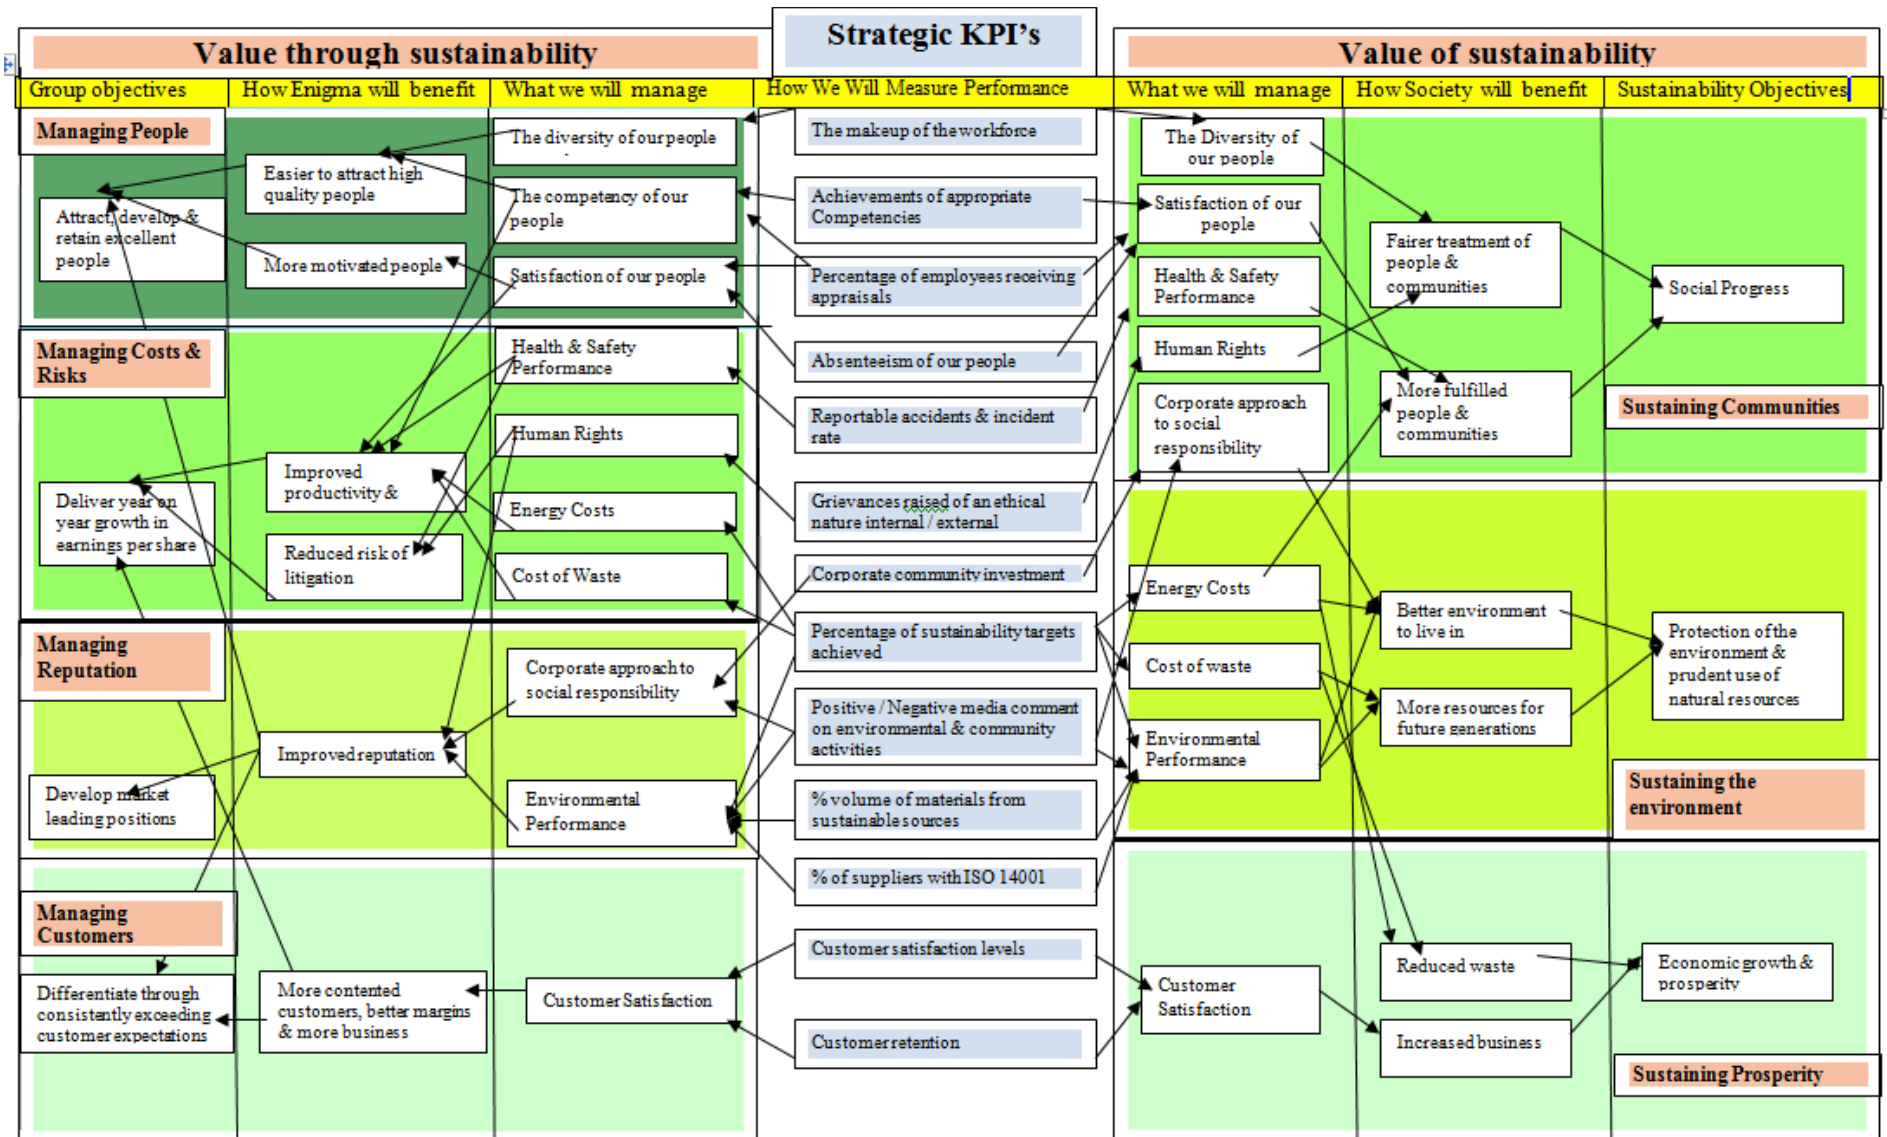 Strategic KPI's
Value through sustainability
Value of sustainability
Group objectives
How Enigma will benefit
What we will manage
How We Will Measure Performance
What we will manage
How Society will benefit
Sustainability Objectives
Managing People
Attract, develop &
retain excellent
people
Easier to attract high
quality people
More motivated people
The diversity of our people
The competency of our
people
Satisfaction of our people
Managing Costs &
Risks
Deliver year on
year growth in
earnings per share
Improved
productivity &
Reduced risk of
litigation
Health & Safety
Performance
Human Rights
Energy Costs
Cost of Waste
Managing
Reputation
Develop market
leading positions
Improved reputation
Corporate approach to
social responsibility
Environmental
Performance
Managing
Customers
Differentiate through
consistently exceeding
customer expectations
More contented
customers, better margins
& more business
Customer Satisfaction
The makeup of the workforce
Achievements of appropriate
Competencies
Percentage of employees receiving
appraisals
Absenteeism of our people
Reportable accidents & incident
rate
Grievances raised of an ethical
nature internal / external
Corporate community investment
Percentage of sustainability targets
achieved
Positive / Negative media comment
on environmental & community
activities
% volume of materials from
sustainable sources
% of suppliers with ISO 14001
Customer satisfaction levels
Customer retention
The Diversity of
our people
Satisfaction of our
people
Health & Safety
Performance
Human Rights
Corporate approach
to social
responsibility
Fairer treatment of
people &
communities
More fulfilled
people &
communities
Social Progress
Sustaining Communities
Energy Costs
Cost of waste
Environmental
Performance
Better environment
to live in
More resources for
future generations
Protection of the
environment &
prudent use of
natural resources
Sustaining the
environment
Customer
Satisfaction
Reduced waste
Increased business
Economic growth &
prosperity
Sustaining Prosperity